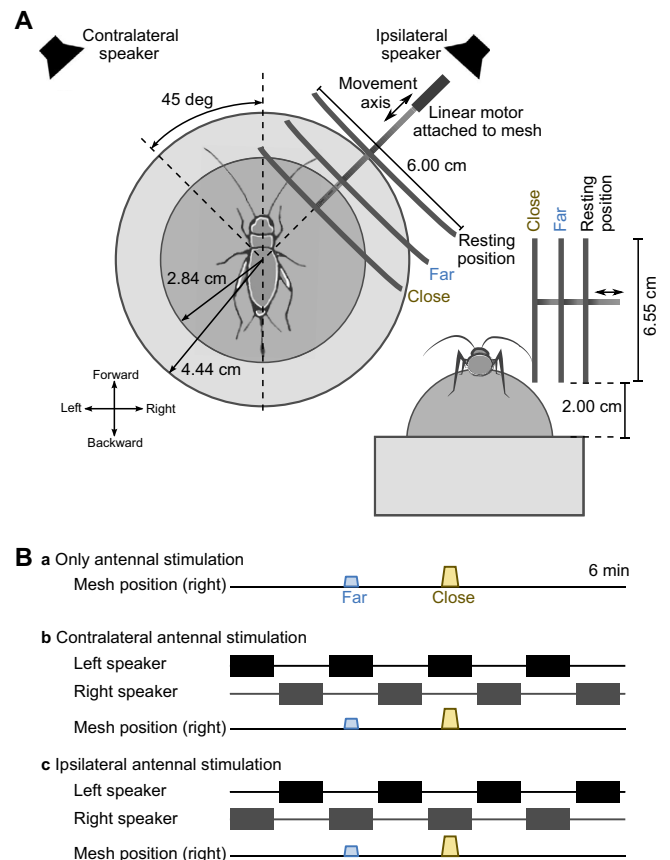 A
Contralateral
speaker
Ipsilateral
speaker
Movement
axis
45 deg
Linear motor
attached to mesh
6.00 cm
Resting
position
Far
Close
2.84 cm
4.44 cm
Forward
Left
Right
Backward
Close
Far
Resting
position
6.55 cm
2.00 cm
B
a Only antennal stimulation
Mesh position (right)
6 min
Far
Close
b Contralateral antennal stimulation
Left speaker
Right speaker
Mesh position (right)
c Ipsilateral antennal stimulation
Left speaker
Right speaker
Mesh position (right)